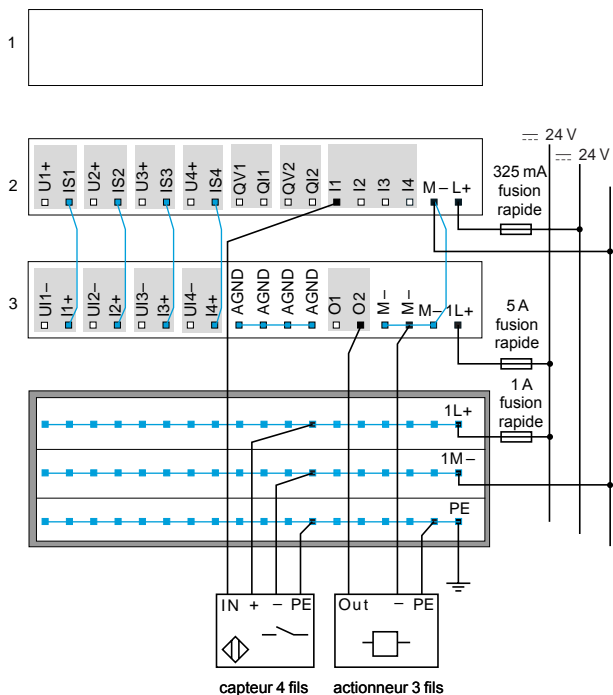 1
24 V
24 V
2
U1+ IS1 U2+ IS2 U3+ IS3 U4+ IS4 QV1 QI1 QV2 QI2 I1 I2 I3 I4 M– L+
325 mA
fusion
rapide
3
UI1– I1+ UI2– I2+ UI3– I3+ UI4– I4+ AGND AGND AGND AGND O1 O2 M– M– M– 1L+
5 A
fusion
rapide
1 A
fusion
rapide
1L+
1M–
PE
IN + – PE
Out – PE
capteur 4 fils
actionneur 3 fils